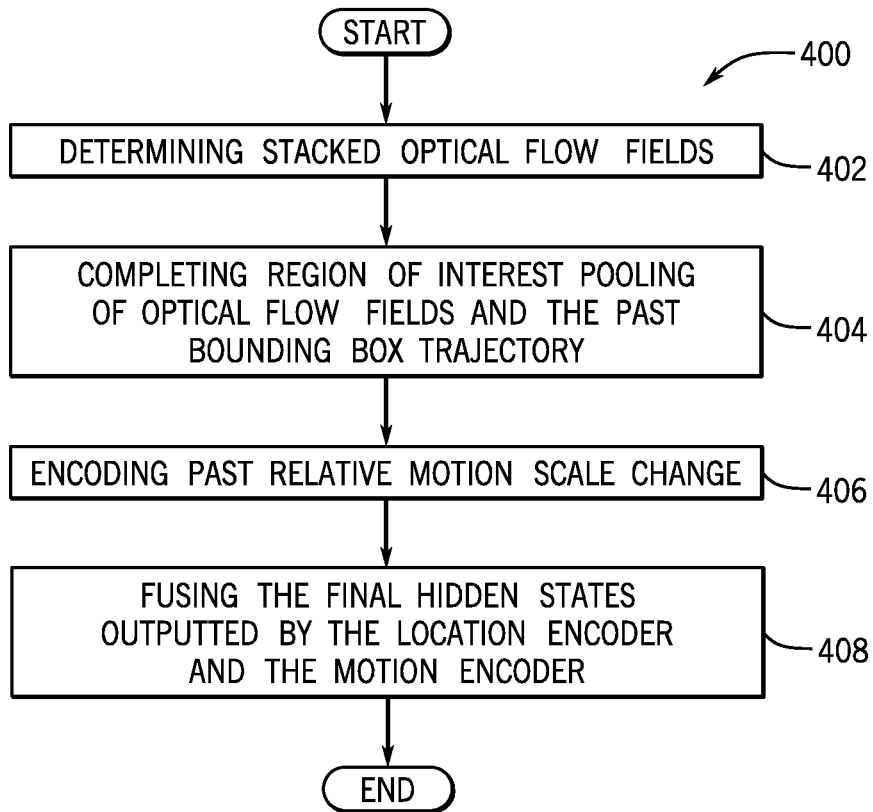 START
400
DETERMINING STACKED OPTICAL FLOW FIELDS
402
COMPLETING REGION OF INTEREST POOLING
OF OPTICAL FLOW FIELDS AND THE PAST
BOUNDING BOX TRAJECTORY
404
ENCODING PAST RELATIVE MOTION SCALE CHANGE
406
FUSING THE FINAL HIDDEN STATES
OUTPUTTED BY THE LOCATION ENCODER
AND THE MOTION ENCODER
408
END